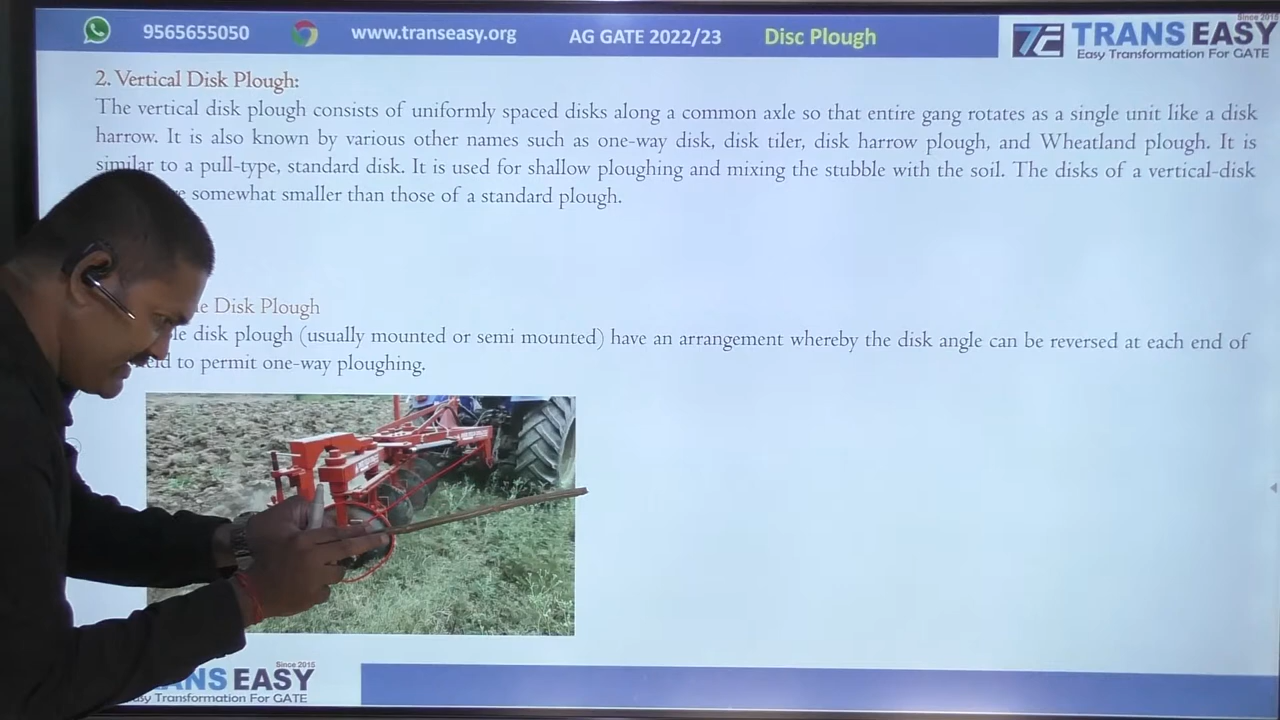 9565655050 www.transeasy.org AG GATE 2022/23 Disc Plough
Since 2015
TRANS EASY
Easy Transformation For GATE
2. Vertical Disk Plough:
The vertical disk plough consists of uniformly spaced disks along a common axle so that entire gang rotates as a single unit like a disk
harrow. It is also known by various other names such as one-way disk, disk tiler, disk harrow plough, and Wheatland plough. It is
similar to a pull-type, standard disk. It is used for shallow ploughing and mixing the stubble with the soil. The disks of a vertical-disk
somewhat smaller than those of a standard plough.
Disk Plough
disk plough (usually mounted or semi mounted) have an arrangement whereby the disk angle can be reversed at each end of
to permit one-way ploughing.
Since 2015
EASY
Transformation For GATE